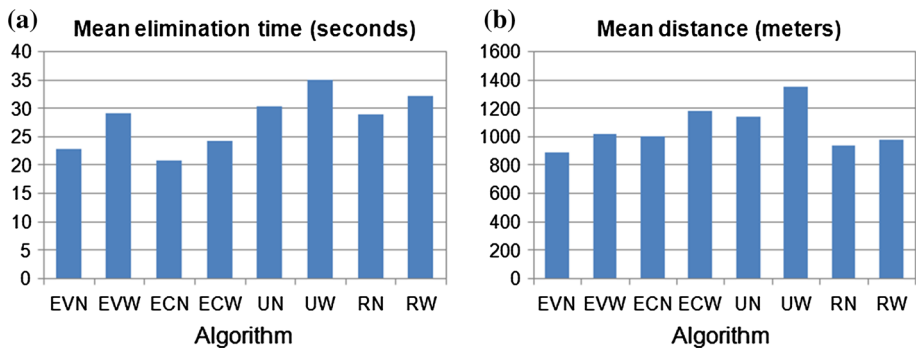 (a)
Mean elimination time (seconds)
40
35
30
25
20
15
10
5
0
EVN EVW ECN ECW UN UW RN RW
Algorithm
(b)
Mean distance (meters)
1600
1400
1200
1000
800
600
400
200
0
EVN EVW ECN ECW UN UW RN RW
Algorithm